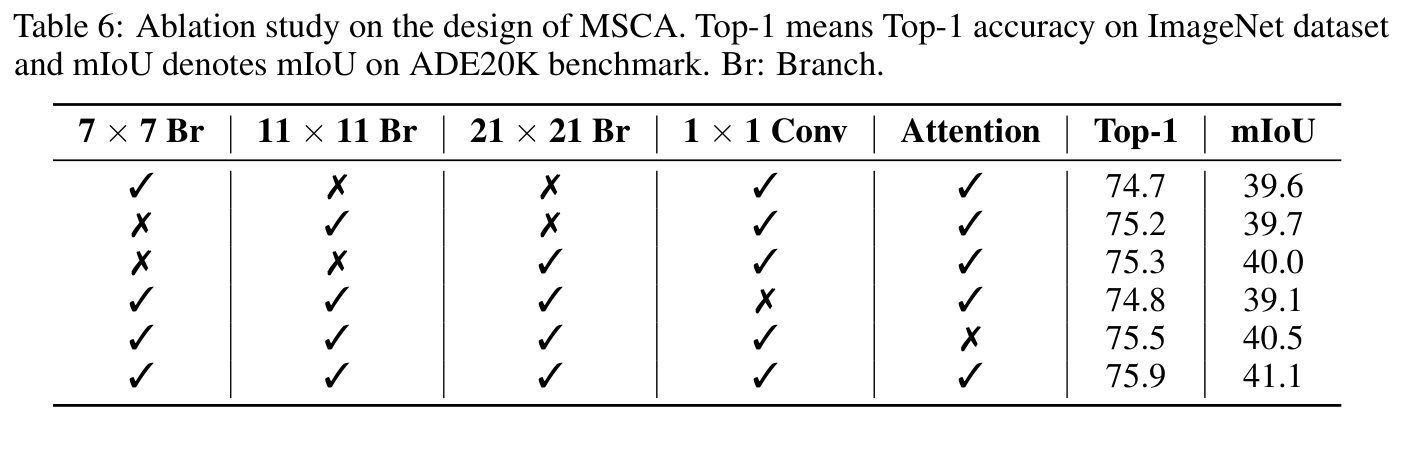 Table 6: Ablation study on the design of MSCA. Top-1 means Top-1 accuracy on ImageNet dataset
and mIoU denotes mIoU on ADE20K benchmark. Br: Branch.
7 × 7 Br | 11 × 11 Br | 21 × 21 Br | 1 × 1 Conv | Attention | Top-1 | mIoU
✓ | ✗ | ✗ | ✓ | ✓ | 74.7 | 39.6
✗ | ✓ | ✗ | ✓ | ✓ | 75.2 | 39.7
✗ | ✗ | ✓ | ✓ | ✓ | 75.3 | 40.0
✓ | ✓ | ✓ | ✗ | ✓ | 74.8 | 39.1
✓ | ✓ | ✓ | ✓ | ✗ | 75.5 | 40.5
✓ | ✓ | ✓ | ✓ | ✓ | 75.9 | 41.1